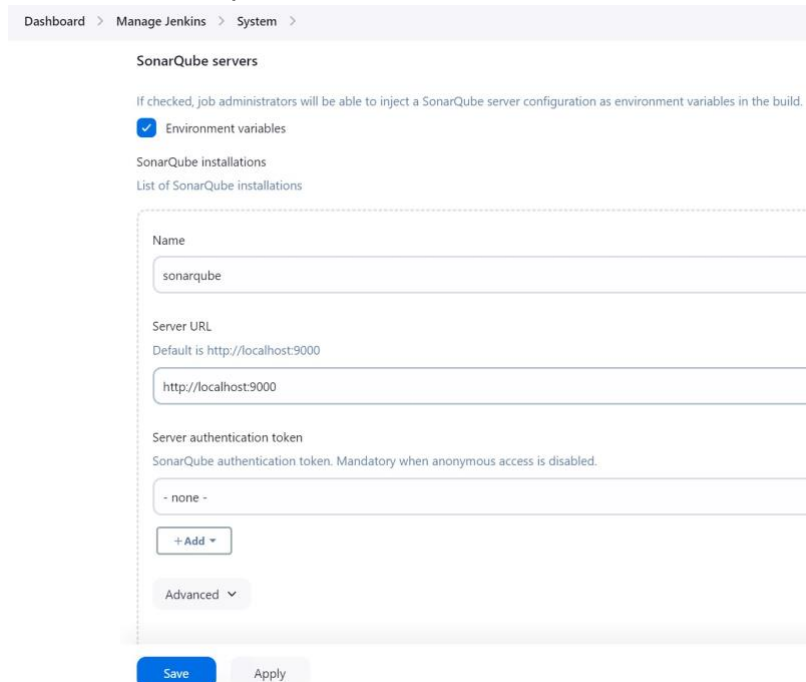 Dashboard > Manage Jenkins > System >
SonarQube servers
If checked, job administrators will be able to inject a SonarQube server configuration as environment variables in the build.
Environment variables
SonarQube installations
List of SonarQube installations
Name
sonarqube
Server URL
Default is http://localhost:9000
http://localhost:9000
Server authentication token
SonarQube authentication token. Mandatory when anonymous access is disabled.
- none -
+Add
Advanced
Save Apply